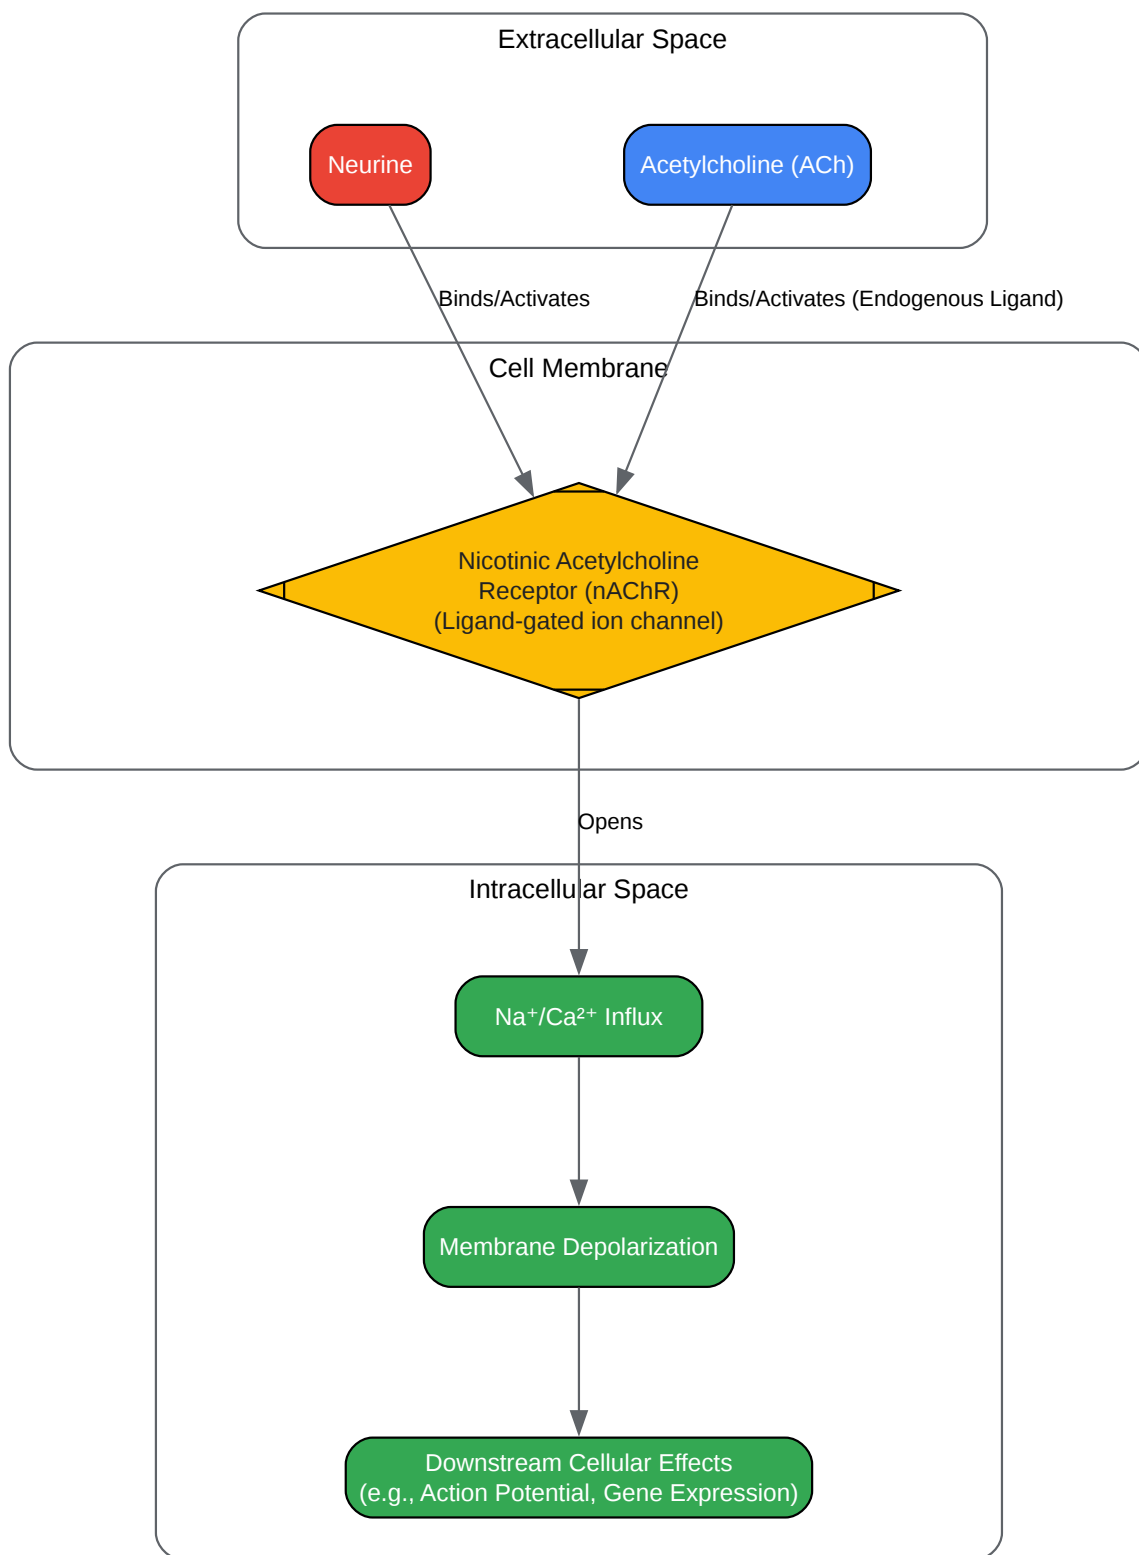 Extracellular Space
Neurine
Acetylcholine (ACh)
Binds/Activates
Binds/Activates (Endogenous Ligand)
Cell Membrane
Nicotinic Acetylcholine
Receptor (nAChR)
(Ligand-gated ion channel)
Opens
Intracellular Space
Na⁺/Ca²⁺ Influx
Membrane Depolarization
Downstream Cellular Effects
(e.g., Action Potential, Gene Expression)